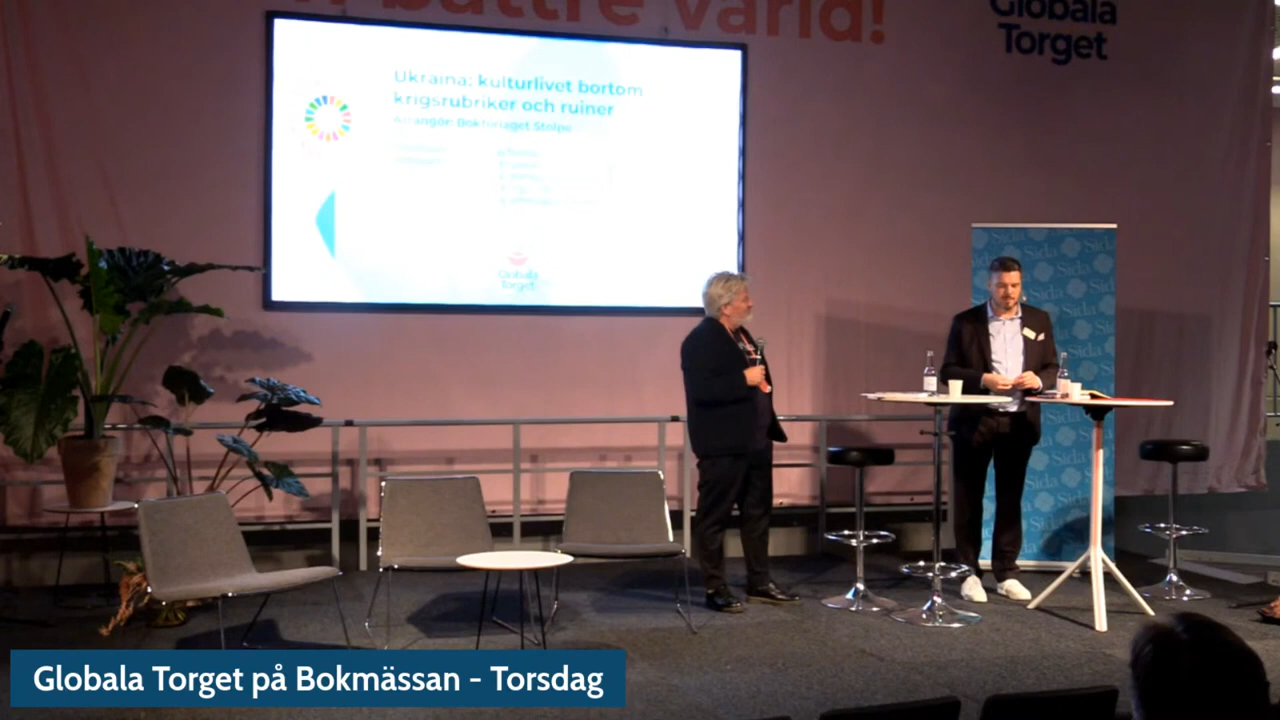 bättre värld!
Globala
Torget
Ukraina: kulturlivet bortom
krigsrubriker och ruiner
Arrangör: Bokförlaget Stolpe
Globala
Torget
Sida
Globala Torget på Bokmässan - Torsdag